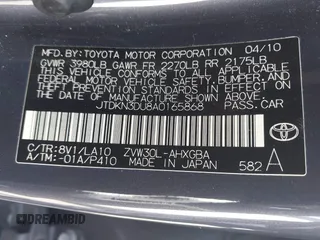 MFD. BY: TOYOTA MOTOR CORPORATION 04/10
GVWR 3980LB GAWR FR 2270LB RR 2175LB
THIS VEHICLE CONFORMS TO ALL APPLICABLE
FEDERAL MOTOR VEHICLE SAFETY, BUMPER, AND
THEFT PREVENTION STANDARDS IN EFFECT ON
THE DATE OF MANUFACTURE SHOWN ABOVE.
JTDKN3DU8A0165868 PASS. CAR
C/TR:8V1/LA10 ZVW30L-AHXGBA
A/TM:-01A/P410 MADE IN JAPAN 582 A
DREAMBID